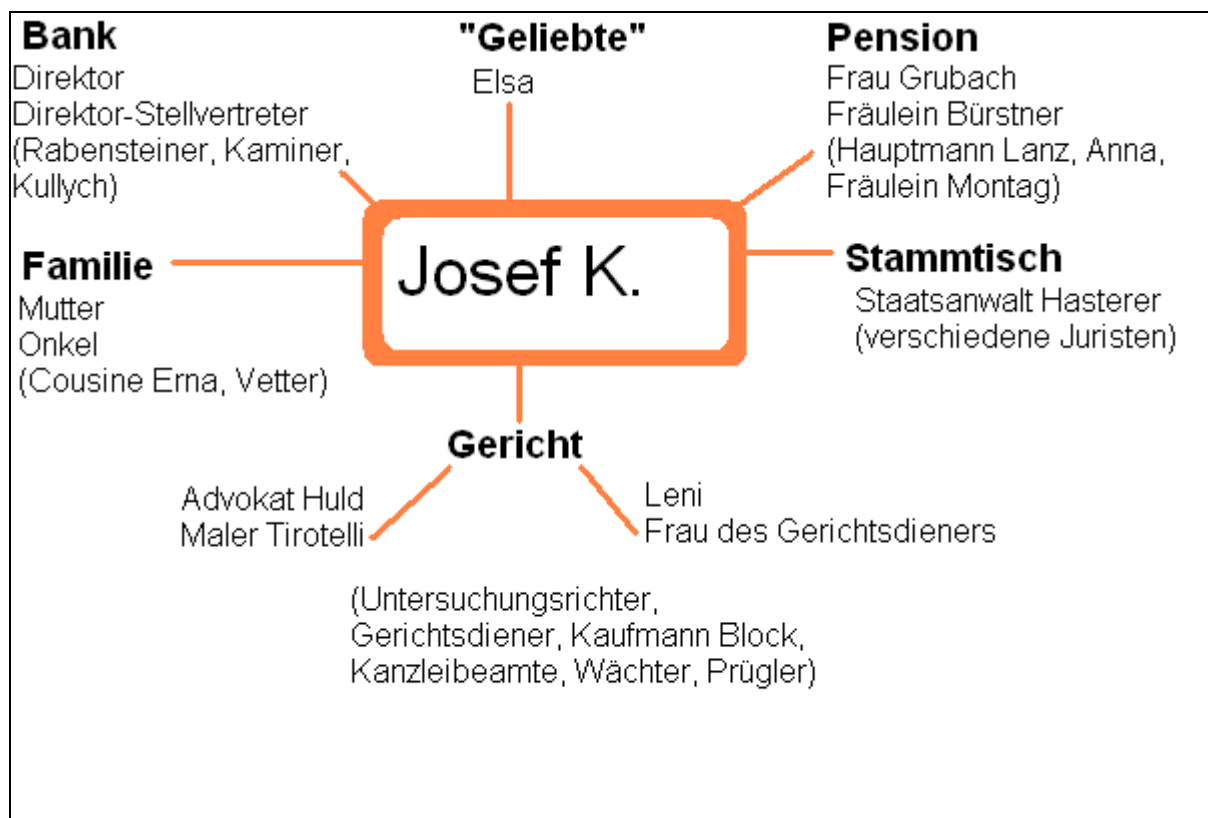 Bank
Direktor
Direktor-Stellvertreter
(Rabensteiner, Kaminer,
Kullych)
"Geliebte"
Elsa
Pension
Frau Grubach
Fräulein Bürstner
(Hauptmann Lanz, Anna,
Fräulein Montag)
Familie
Mutter
Onkel
(Cousine Erna, Vetter)
Josef K.
Stammtisch
Staatsanwalt Hasterer
(verschiedene Juristen)
Gericht
Advokat Huld
Maler Tirotelli
Leni
Frau des Gerichtsdieners
(Untersuchungsrichter,
Gerichtsdiener, Kaufmann Block,
Kanzleibeamte, Wächter, Prügler)